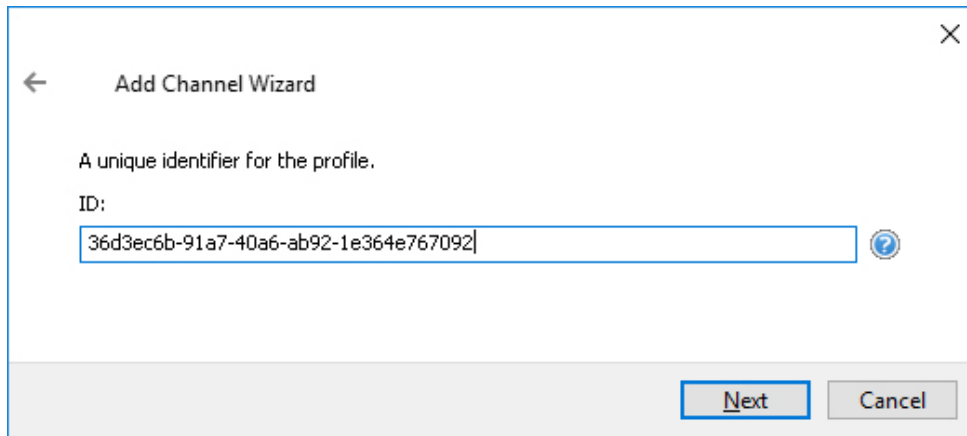 Add Channel Wizard
A unique identifier for the profile.
ID:
36d3ec6b-91a7-40a6-ab92-1e364e767092
Next
Cancel